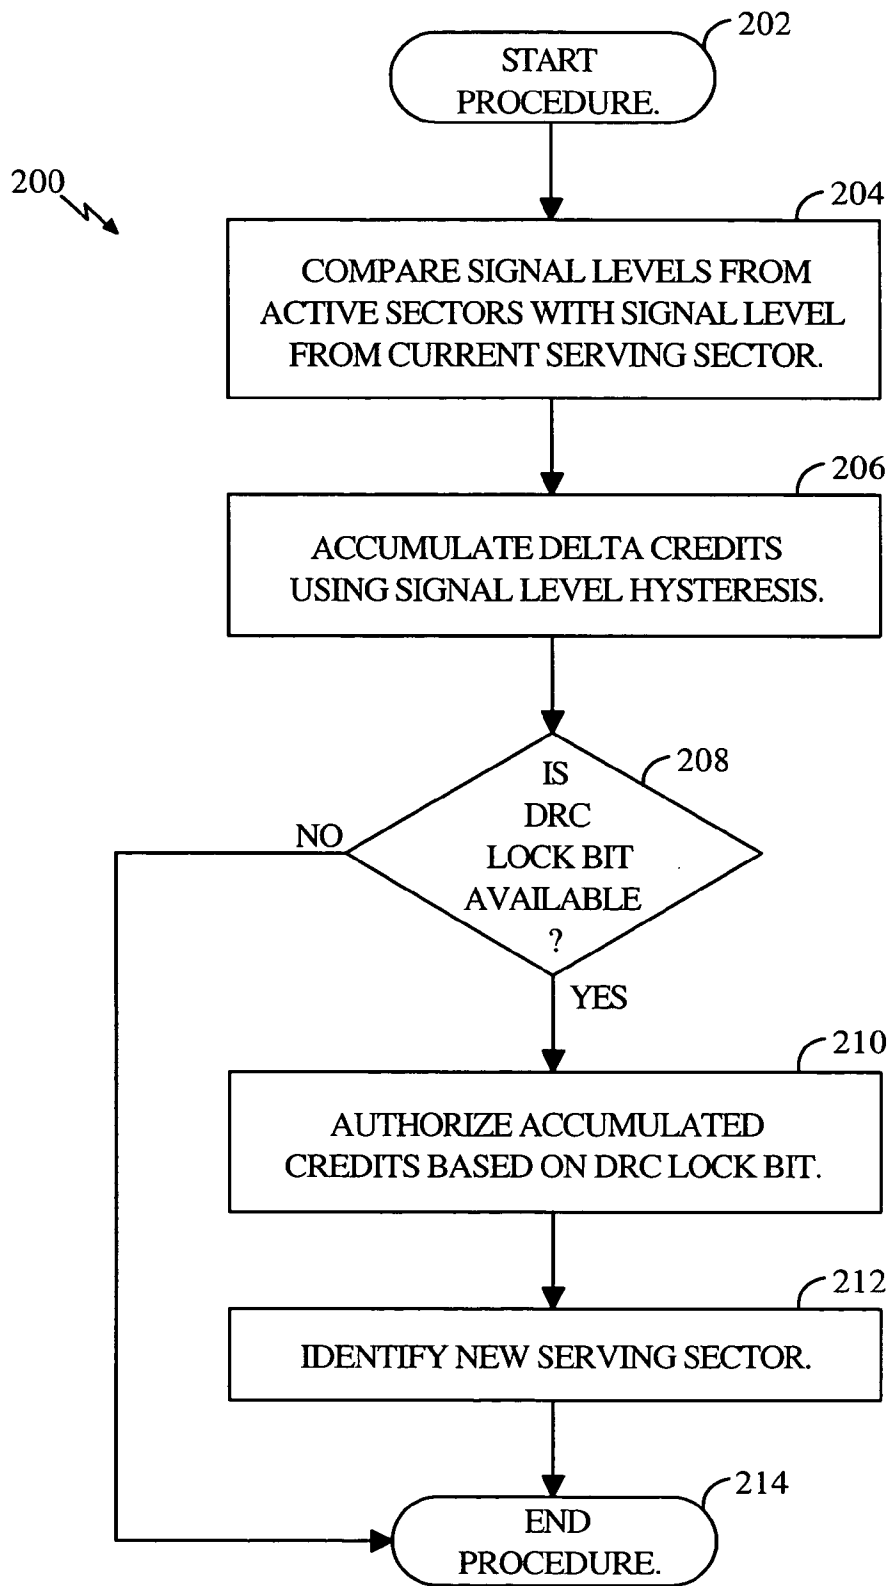 202
START
PROCEDURE.
200
204
COMPARE SIGNAL LEVELS FROM
ACTIVE SECTORS WITH SIGNAL LEVEL
FROM CURRENT SERVING SECTOR.
206
ACCUMULATE DELTA CREDITS
USING SIGNAL LEVEL HYSTERESIS.
208
IS
DRC
LOCK BIT
AVAILABLE
?
NO
YES
210
AUTHORIZE ACCUMULATED
CREDITS BASED ON DRC LOCK BIT.
212
IDENTIFY NEW SERVING SECTOR.
214
END
PROCEDURE.